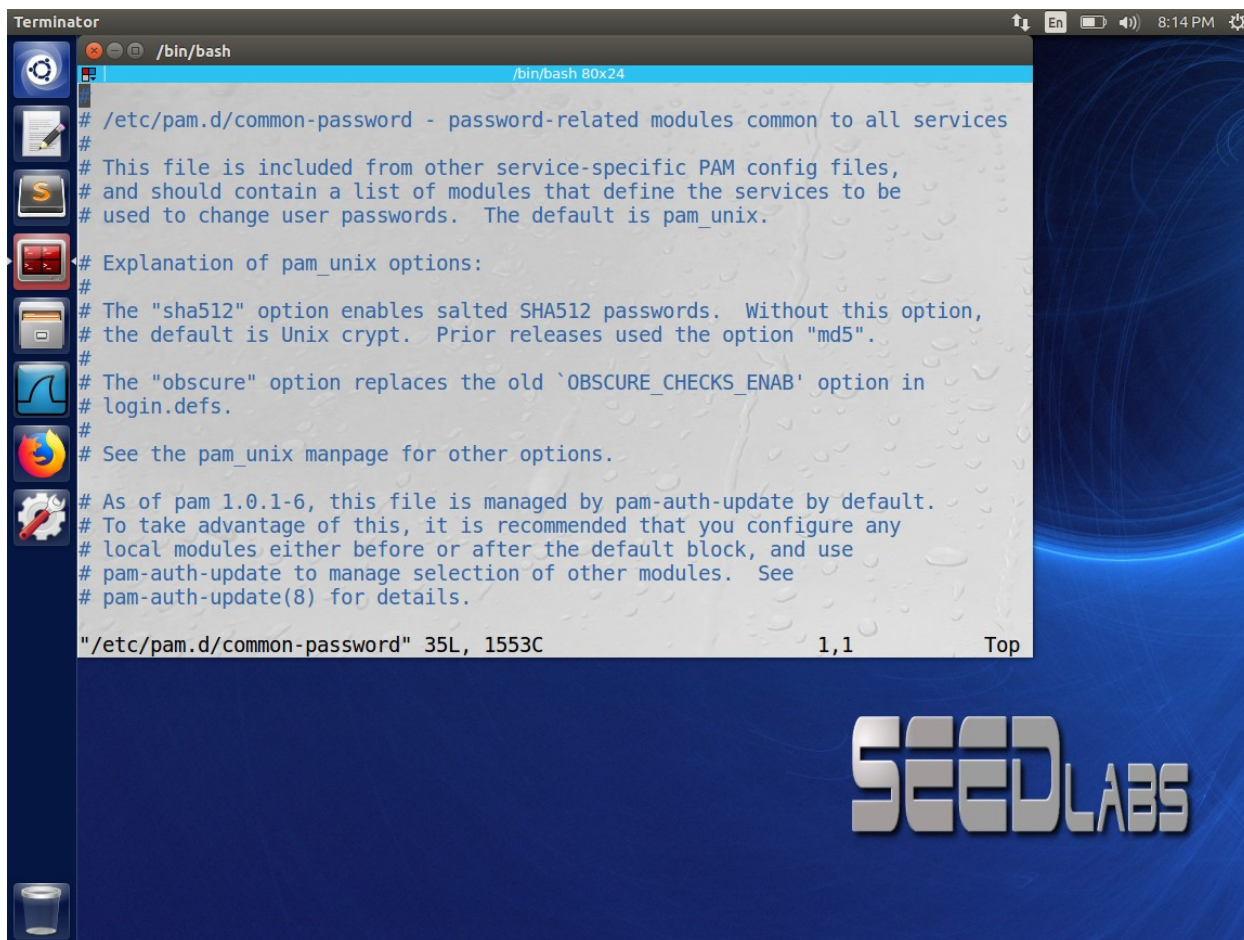 Terminator
En
8:14 PM
/bin/bash
/bin/bash 80x24
#
# /etc/pam.d/common-password - password-related modules common to all services
#
# This file is included from other service-specific PAM config files,
# and should contain a list of modules that define the services to be
# used to change user passwords.  The default is pam_unix.

# Explanation of pam_unix options:
#
# The "sha512" option enables salted SHA512 passwords.  Without this option,
# the default is Unix crypt.  Prior releases used the option "md5".
#
# The "obscure" option replaces the old `OBSCURE_CHECKS_ENAB' option in
# login.defs.
#
# See the pam_unix manpage for other options.

# As of pam 1.0.1-6, this file is managed by pam-auth-update by default.
# To take advantage of this, it is recommended that you configure any
# local modules either before or after the default block, and use
# pam-auth-update to manage selection of other modules.  See
# pam-auth-update(8) for details.

"/etc/pam.d/common-password" 35L, 1553C 1,1 Top
SEEDLABS